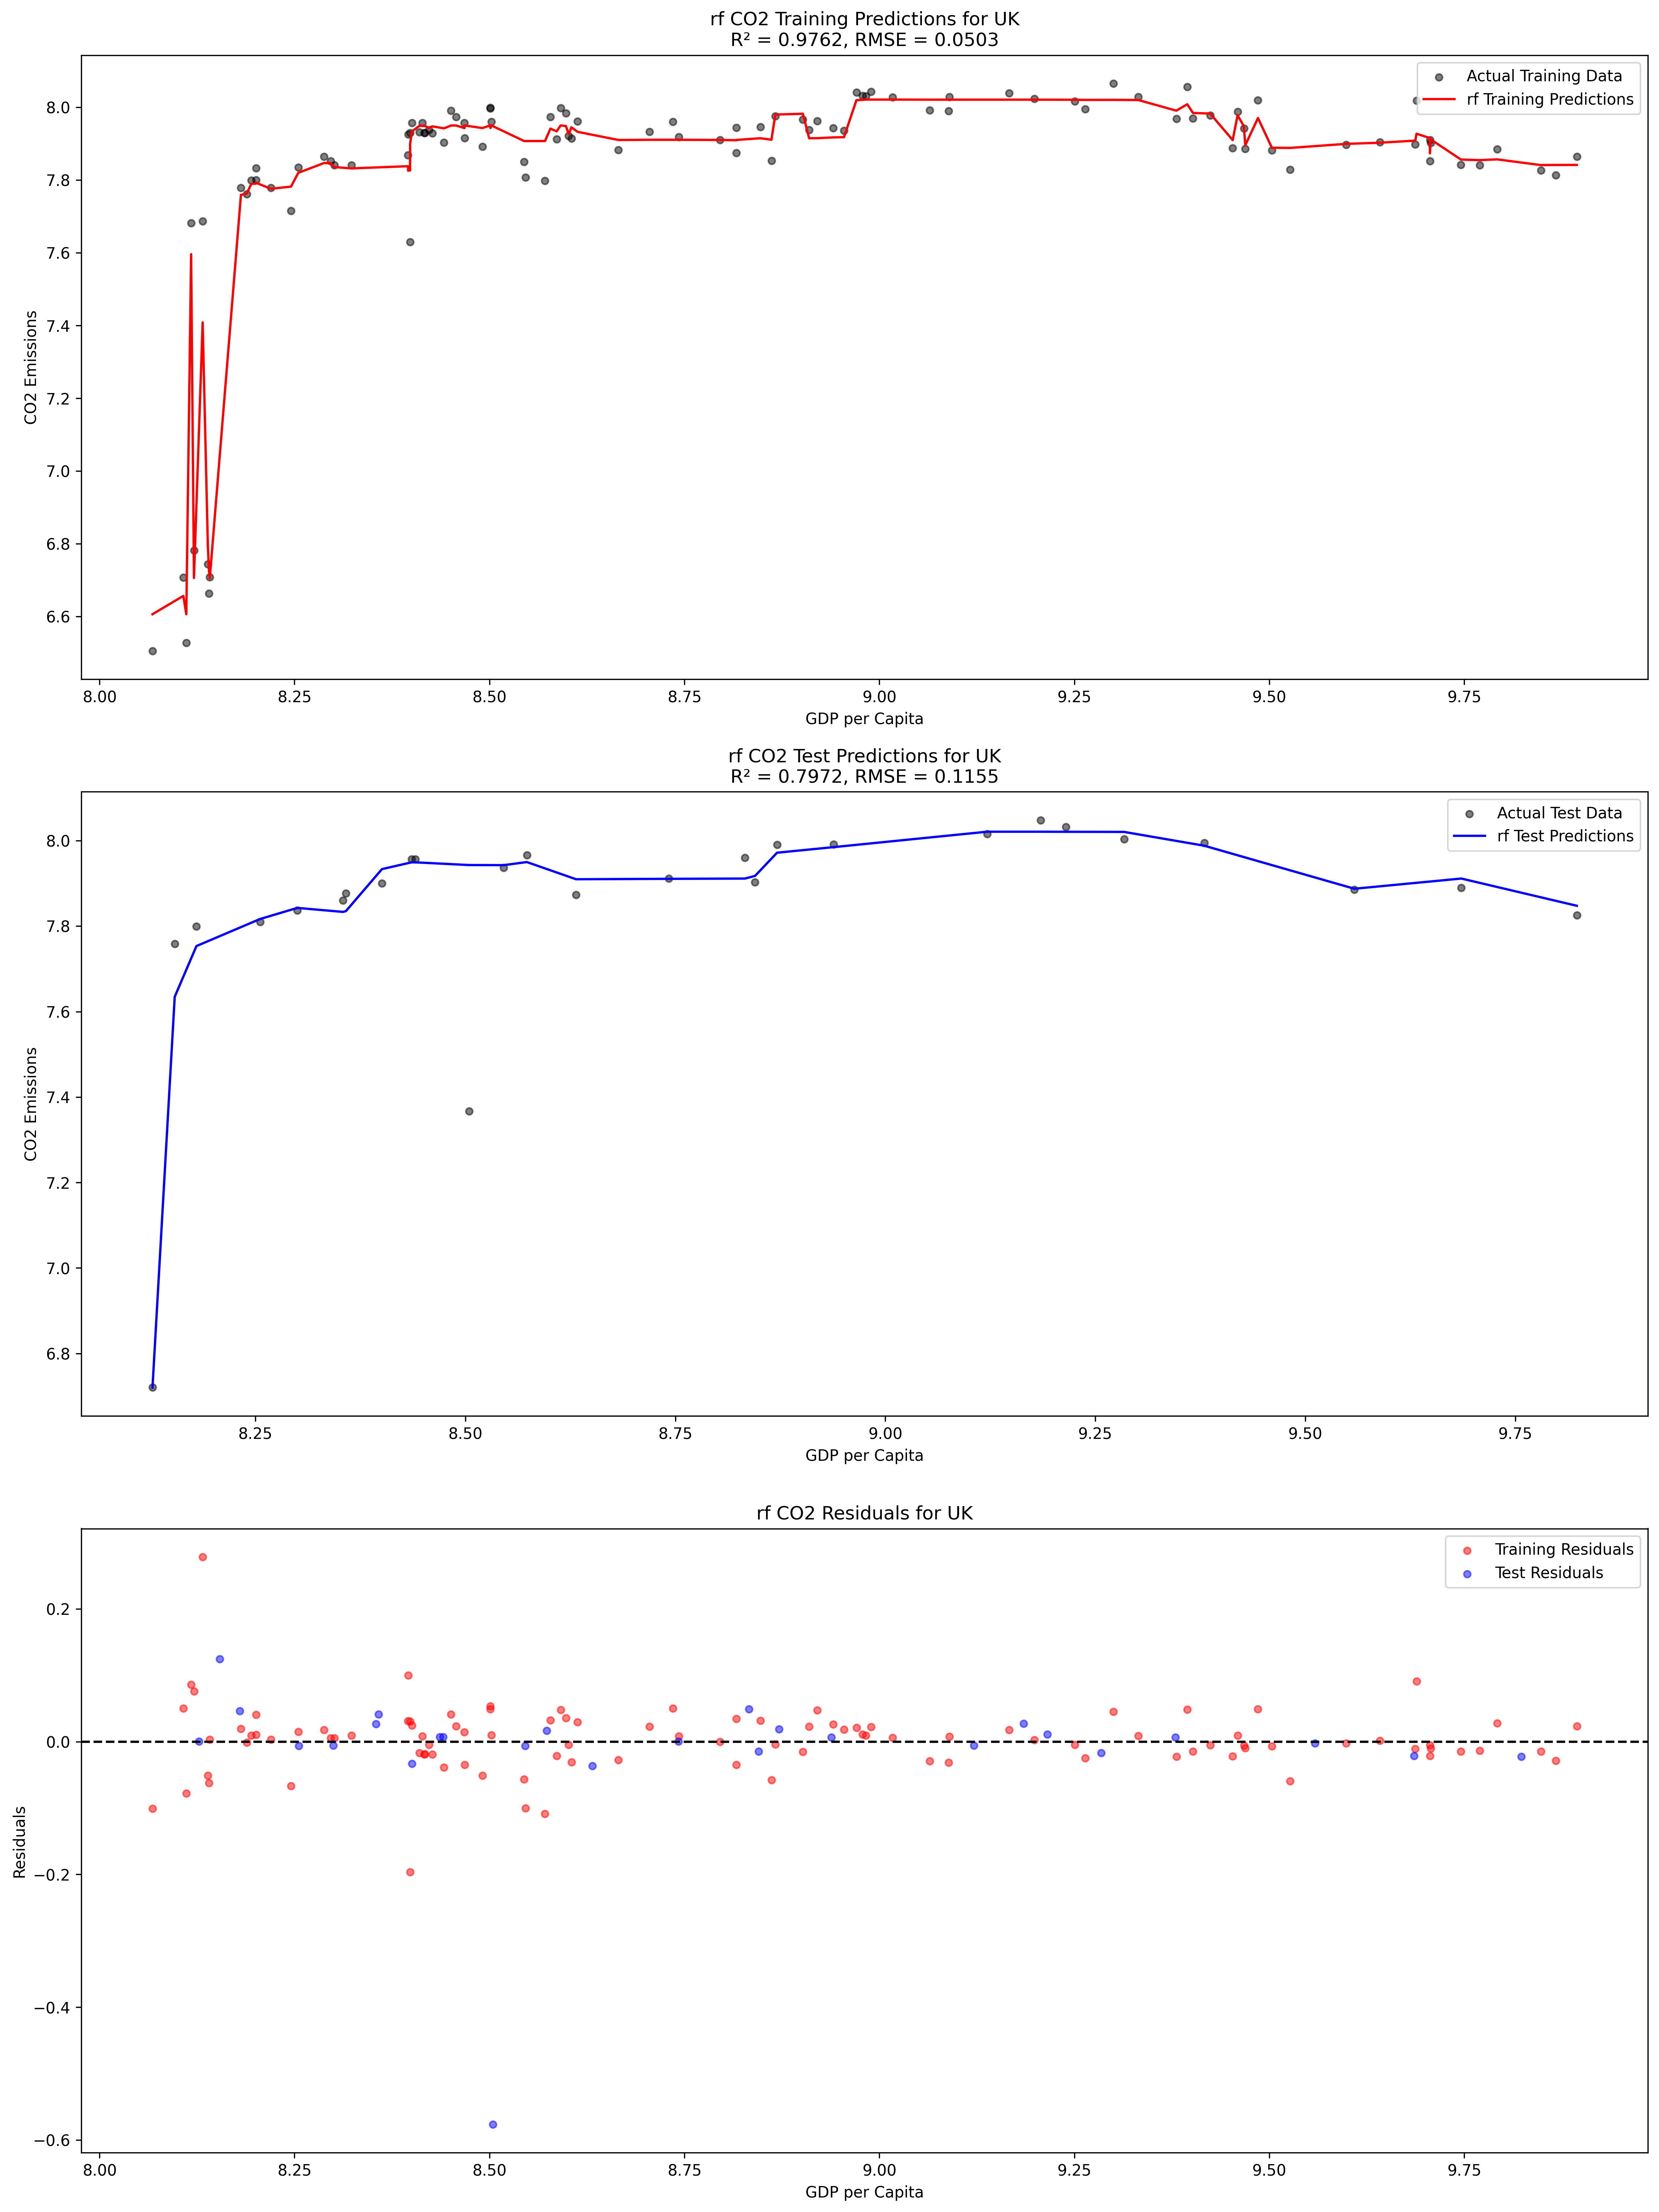 rf CO2 Training Predictions for UK
R² = 0.9762, RMSE = 0.0503
Actual Training Data
rf Training Predictions
CO2 Emissions
8.0
7.8
7.6
7.4
7.2
7.0
6.8
6.6
8.00 8.25 8.50 8.75 9.00 9.25 9.50 9.75
GDP per Capita
rf CO2 Test Predictions for UK
R² = 0.7972, RMSE = 0.1155
Actual Test Data
rf Test Predictions
CO2 Emissions
8.0
7.8
7.6
7.4
7.2
7.0
6.8
8.25 8.50 8.75 9.00 9.25 9.50 9.75
GDP per Capita
rf CO2 Residuals for UK
Training Residuals
Test Residuals
Residuals
0.2
0.0
−0.2
−0.4
−0.6
8.00 8.25 8.50 8.75 9.00 9.25 9.50 9.75
GDP per Capita